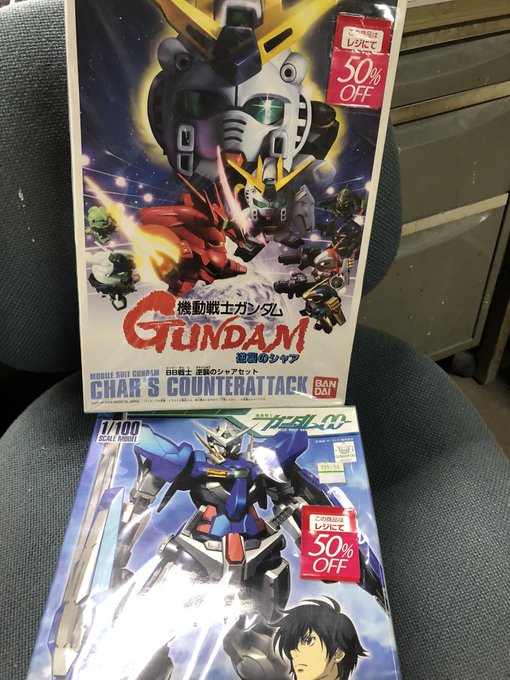 この商品は
レジにて
50%
OFF
機動戦士ガンダム
GUNDAM
逆襲のシャア
MOBILE SUIT GUNDAM
BB戦士 逆襲のシャアセット
CHAR'S COUNTERATTACK
BAN
DAI
1/100
SCALE MODEL
機動戦士
ガンダム00
この商品は
レジにて
50%
OFF